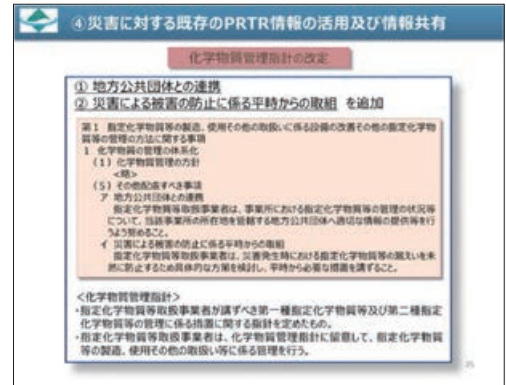 ④災害に対する既存のPRTR情報の活用及び情報共有
化学物質管理指針の改定
① 地方公共団体との連携
② 災害による被害の防止に係る平時からの取組 を追加
第1 指定化学物質等の製造、使用その他の取扱いに係る設備の改善その他の指定化学物
質等の管理の方法に関する事項
1 化学物質の管理の体系化
(1) 化学物質管理の方針
<略>
(5) その他配慮すべき事項
ア 地方公共団体との連携
指定化学物質等取扱事業者は、事業所における指定化学物質等の管理の状況等
について、当該事業所の所在地を管轄する地方公共団体へ適切な情報の提供等を行
うよう努めること。
イ 災害による被害の防止に係る平時からの取組
指定化学物質等取扱事業者は、災害発生時における指定化学物質等の漏えいを未
然に防止するため具体的な方策を検討し、平時から必要な措置を講ずること。
<化学物質管理指針>
・指定化学物質等取扱事業者が講ずべき第一種指定化学物質等及び第二種指定
化学物質等の管理に係る措置に関する指針を定めたもの。
・指定化学物質等取扱事業者は、化学物質管理指針に留意して、指定化学物質
等の製造、使用その他の取扱い等に係る管理を行う。